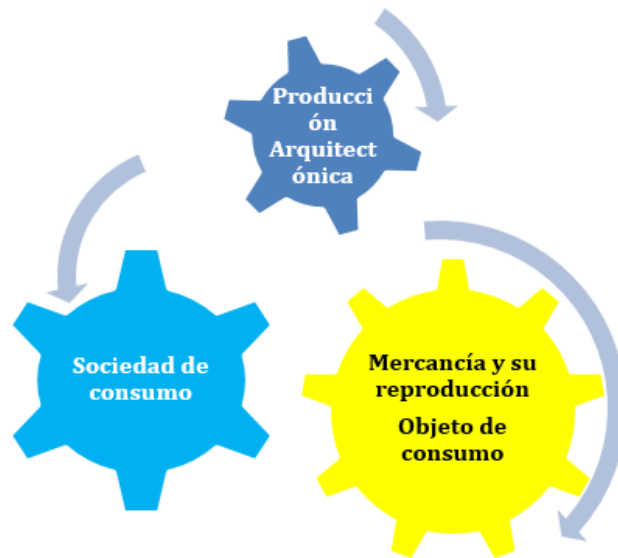 Producci
ón
Arquitect
ónica
Sociedad de
consumo
Mercancía y su
reproducción
Objeto de
consumo